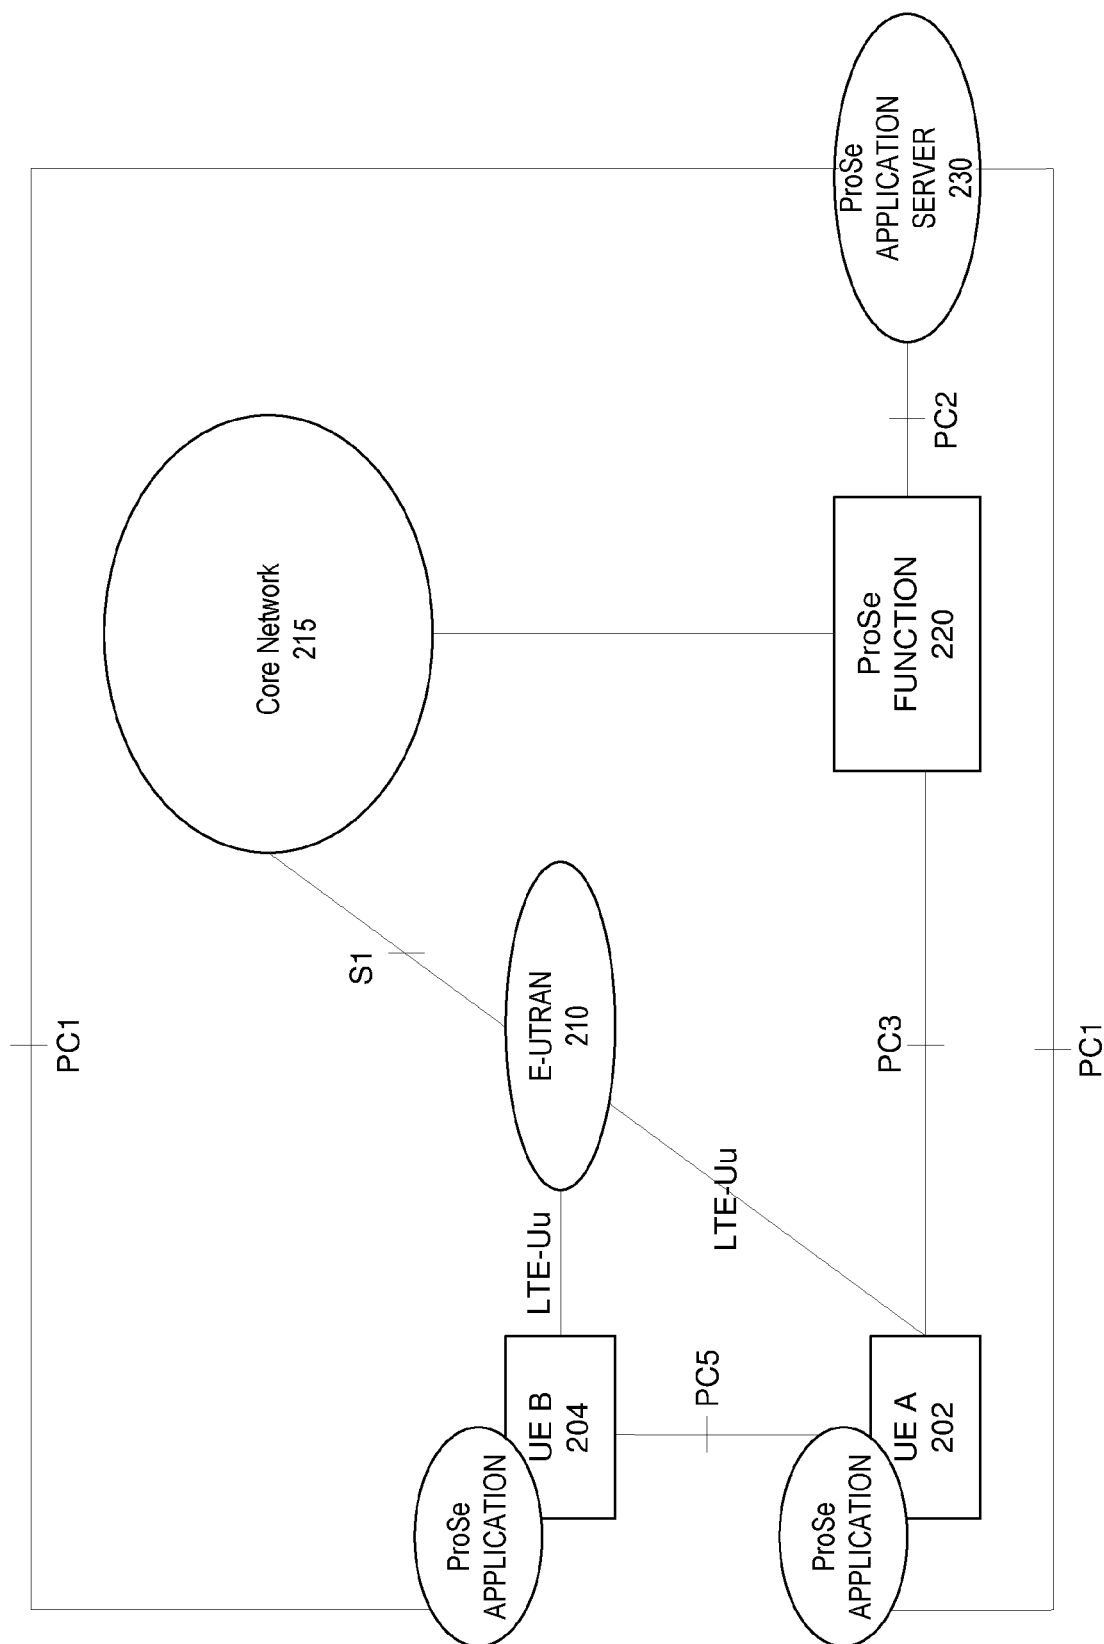 PC1
ProSe
APPLICATION
UE B
204
LTE-Uu
E-UTRAN
210
S1
Core Network
215
PC5
LTE-Uu
ProSe
APPLICATION
UE A
202
PC3
ProSe
FUNCTION
220
PC2
ProSe
APPLICATION
SERVER
230
PC1